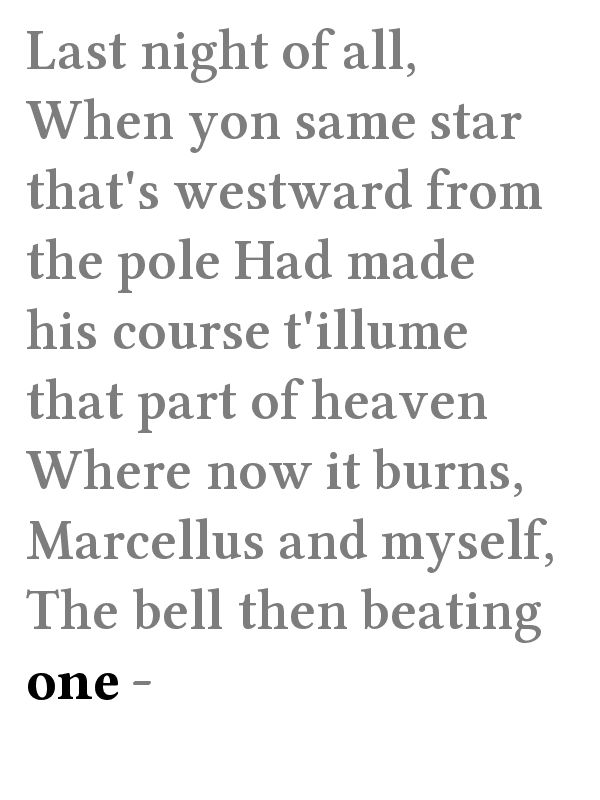 Last night of all,
When yon same star
that's westward from
the pole Had made
his course t'illume
that part of heaven
Where now it burns,
Marcellus and myself,
The bell then beating
one -